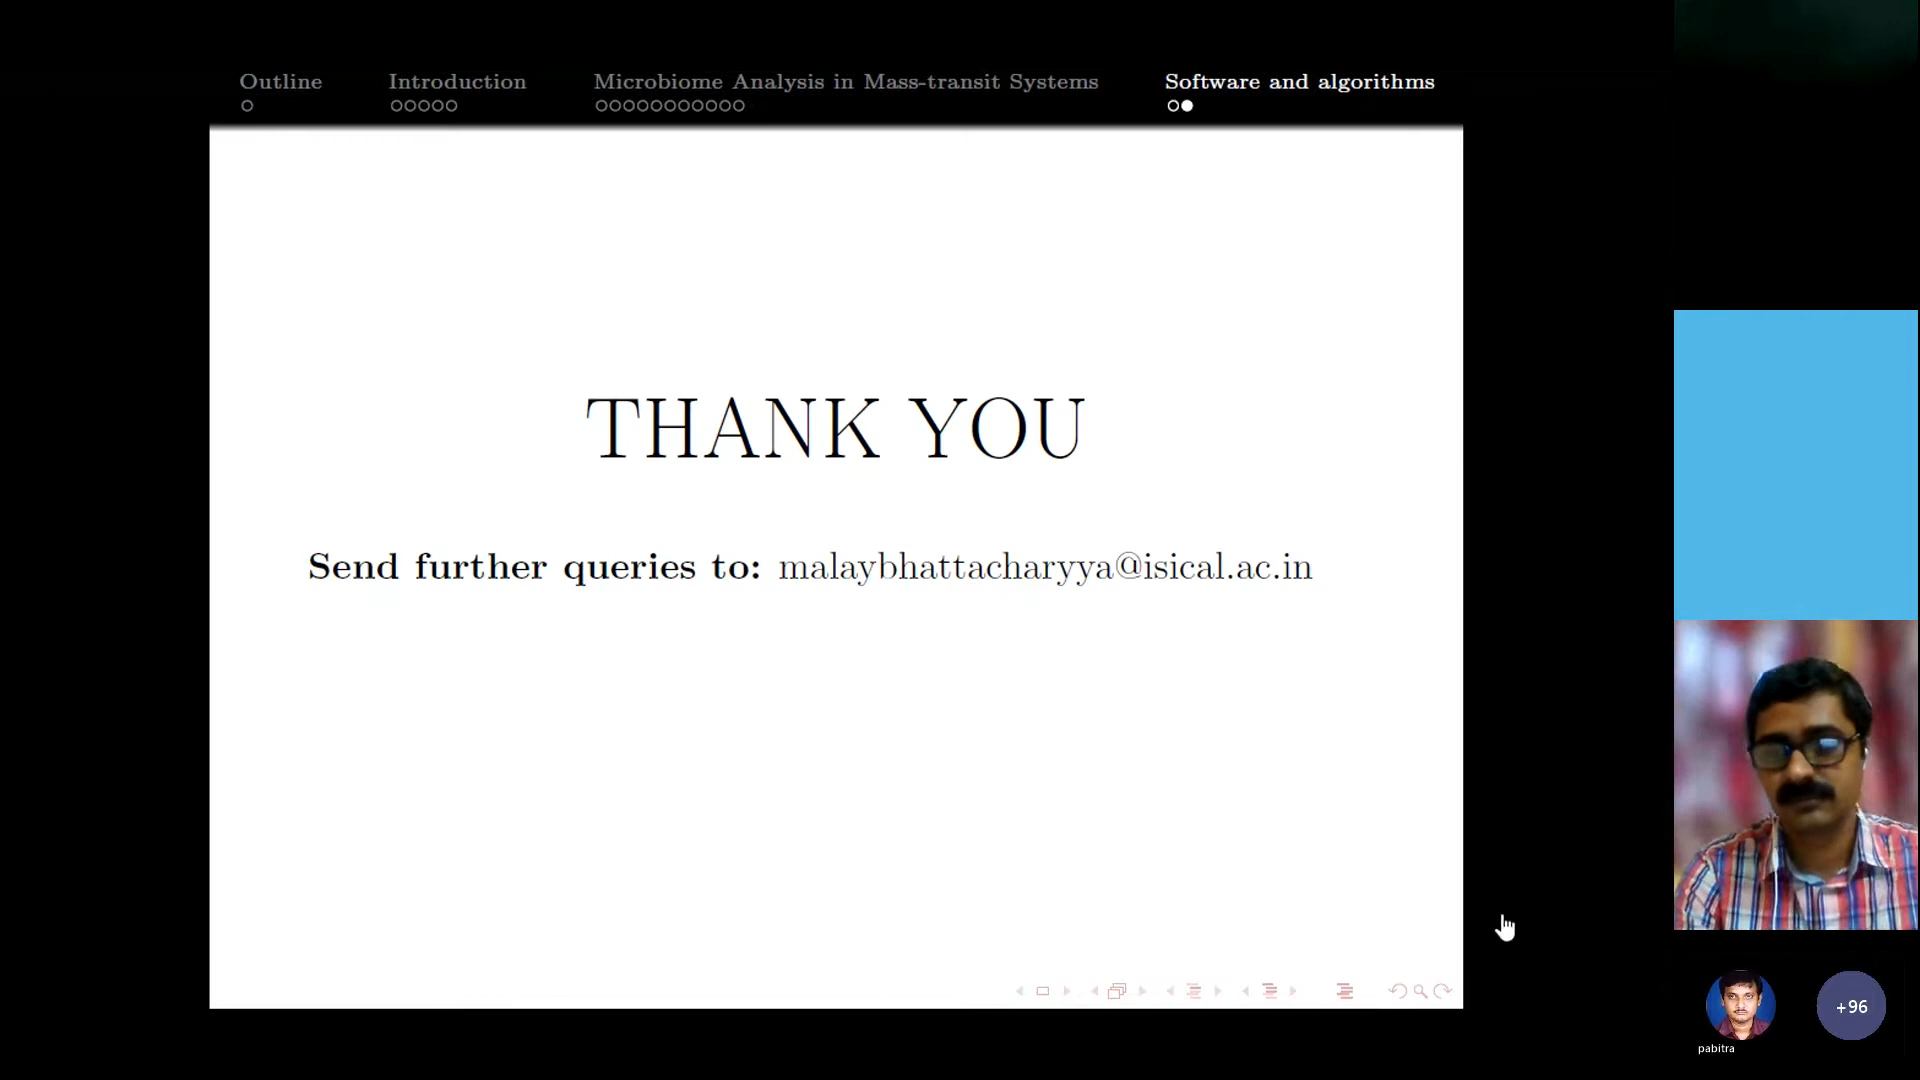 Outline Introduction Microbiome Analysis in Mass-transit Systems Software and algorithms
THANK YOU
Send further queries to: malaybhattacharyya@isical.ac.in
+96
pabitra